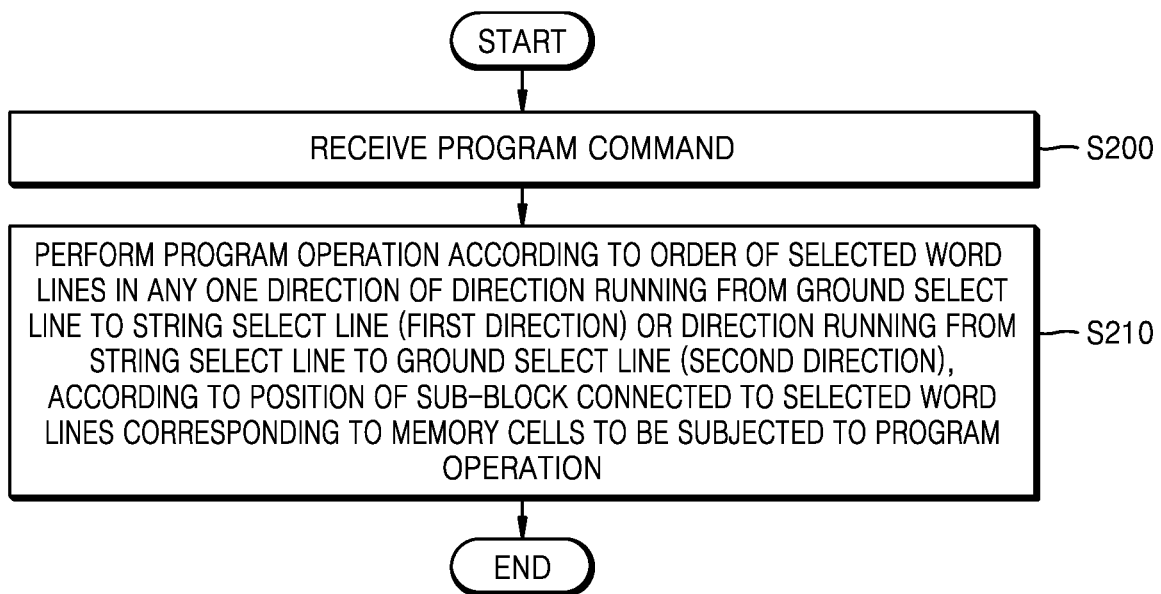 START
RECEIVE PROGRAM COMMAND
S200
PERFORM PROGRAM OPERATION ACCORDING TO ORDER OF SELECTED WORD
LINES IN ANY ONE DIRECTION OF DIRECTION RUNNING FROM GROUND SELECT
LINE TO STRING SELECT LINE (FIRST DIRECTION) OR DIRECTION RUNNING FROM
STRING SELECT LINE TO GROUND SELECT LINE (SECOND DIRECTION),
ACCORDING TO POSITION OF SUB-BLOCK CONNECTED TO SELECTED WORD
LINES CORRESPONDING TO MEMORY CELLS TO BE SUBJECTED TO PROGRAM
OPERATION
S210
END